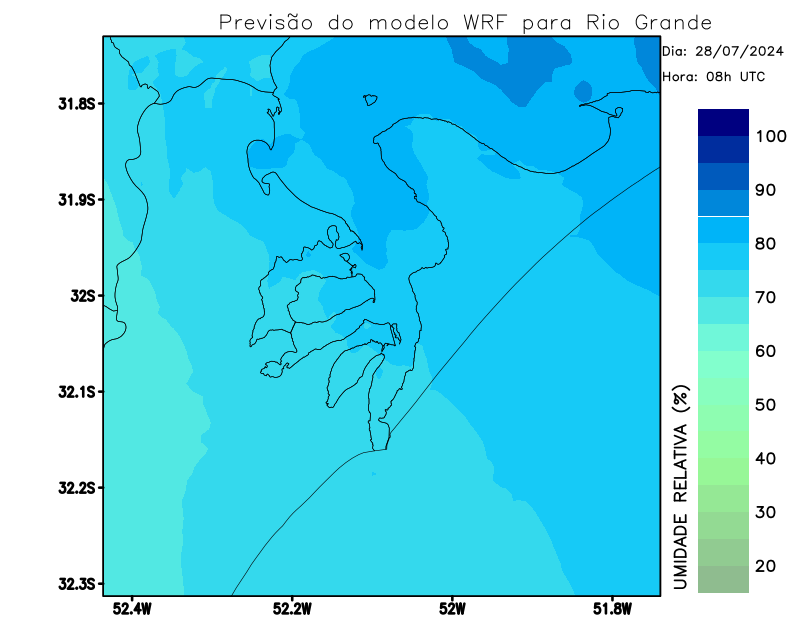 Previsão do modelo WRF para Rio Grande
Dia: 28/07/2024
Hora: 08h UTC
31.8S
31.9S
32S
32.1S
32.2S
32.3S
52.4W
52.2W
52W
51.8W
100
90
80
70
60
50
40
30
20
UMIDADE RELATIVA (%)